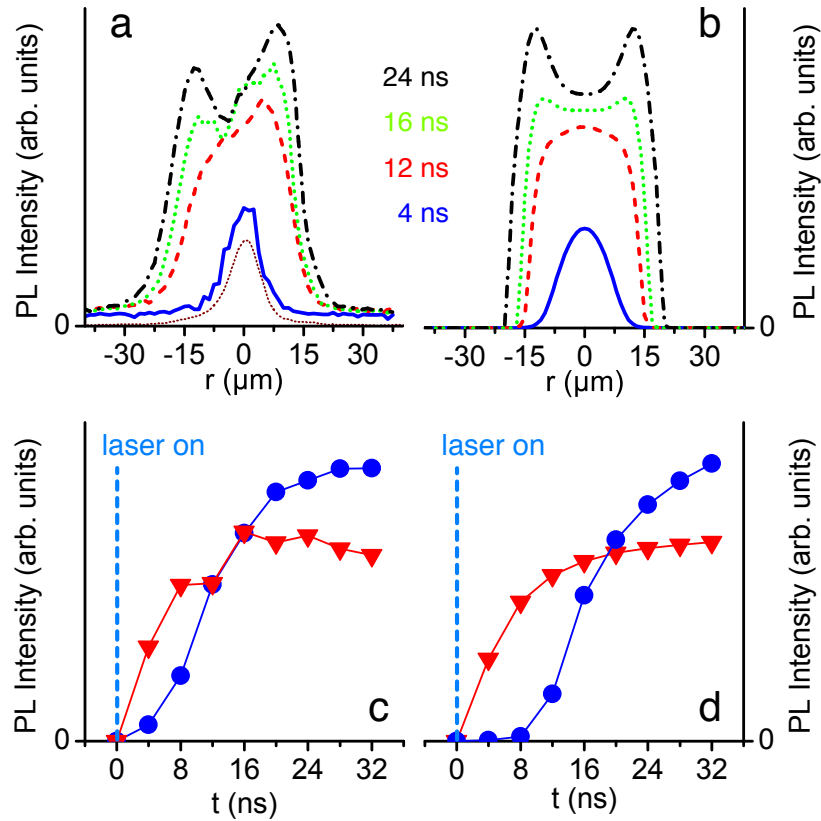 a
b
PL Intensity (arb. units)
PL Intensity (arb. units)
24 ns
16 ns
12 ns
4 ns
0
0
-30 -15 0 15 30
-30 -15 0 15 30
r (µm)
r (µm)
laser on
laser on
PL Intensity (arb. units)
PL Intensity (arb. units)
c
d
0
0
0 8 16 24 32
0 8 16 24 32
t (ns)
t (ns)